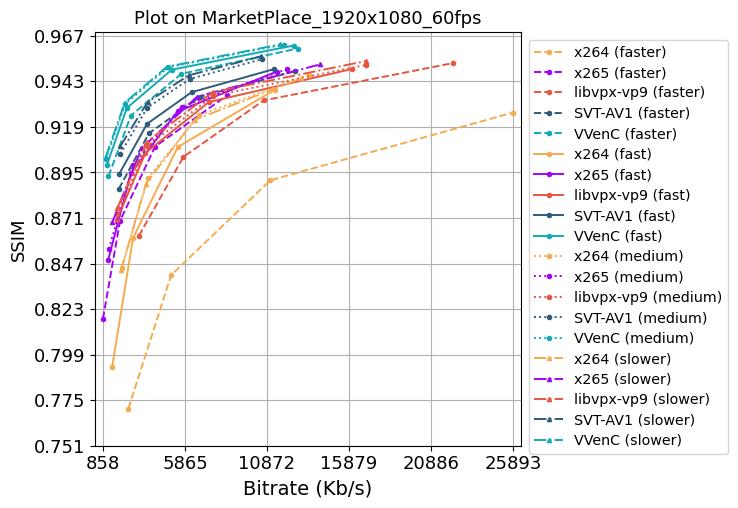 Plot on MarketPlace_1920x1080_60fps
SSIM
0.967
0.943
0.919
0.895
0.871
0.847
0.823
0.799
0.775
0.751
858 5865 10872 15879 20886 25893
Bitrate (Kb/s)
x264 (faster)
x265 (faster)
libvpx-vp9 (faster)
SVT-AV1 (faster)
VVenC (faster)
x264 (fast)
x265 (fast)
libvpx-vp9 (fast)
SVT-AV1 (fast)
VVenC (fast)
x264 (medium)
x265 (medium)
libvpx-vp9 (medium)
SVT-AV1 (medium)
VVenC (medium)
x264 (slower)
x265 (slower)
libvpx-vp9 (slower)
SVT-AV1 (slower)
VVenC (slower)